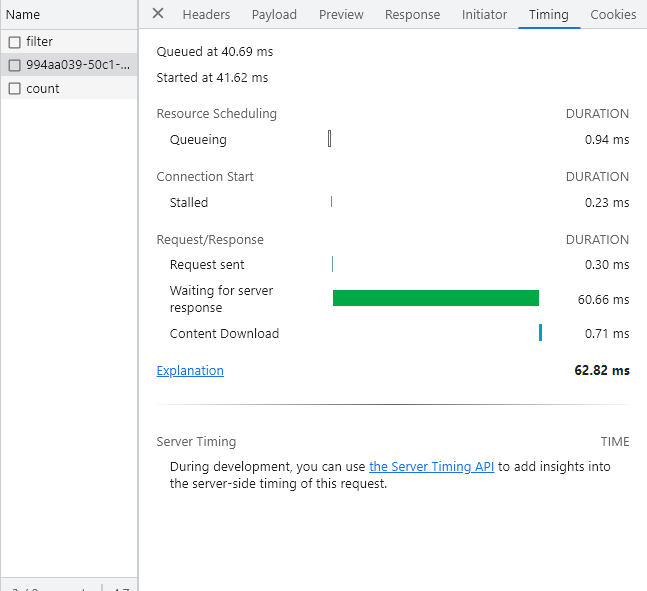 Name
filter
994aa039-50c1-...
count
Headers Payload Preview Response Initiator Timing Cookies
Queued at 40.69 ms
Started at 41.62 ms
Resource Scheduling DURATION
Queueing 0.94 ms
Connection Start DURATION
Stalled 0.23 ms
Request/Response DURATION
Request sent 0.30 ms
Waiting for server
response 60.66 ms
Content Download 0.71 ms
Explanation 62.82 ms
Server Timing TIME
During development, you can use the Server Timing API to add insights into
the server-side timing of this request.